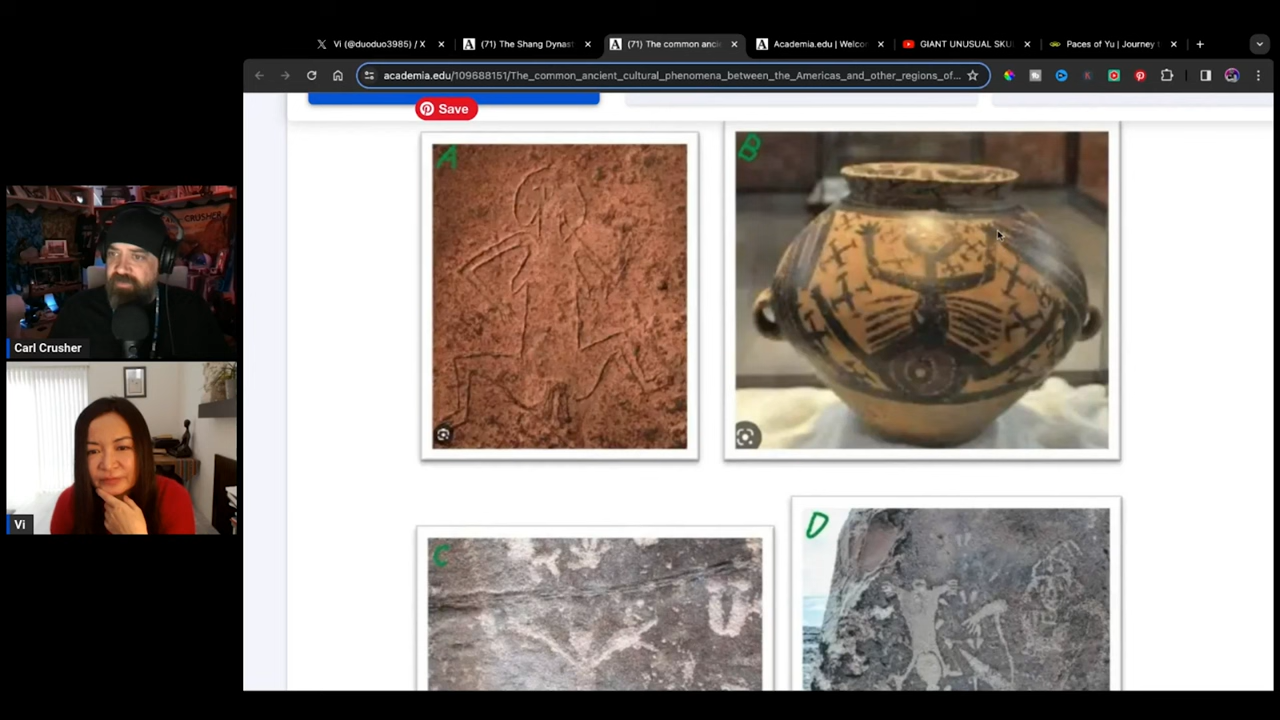 Vi (@duoduo3985) / X
(71) The Shang Dynast
(71) The common anci
Academia.edu | Welco
GIANT UNUSUAL SKU
Paces of Yu | Journey t
academia.edu/109688151/The_common_ancient_cultural_phenomena_between_the_Americas_and_other_regions_of...
Save
A
B
CRUSHER
Carl Crusher
Vi
C
D